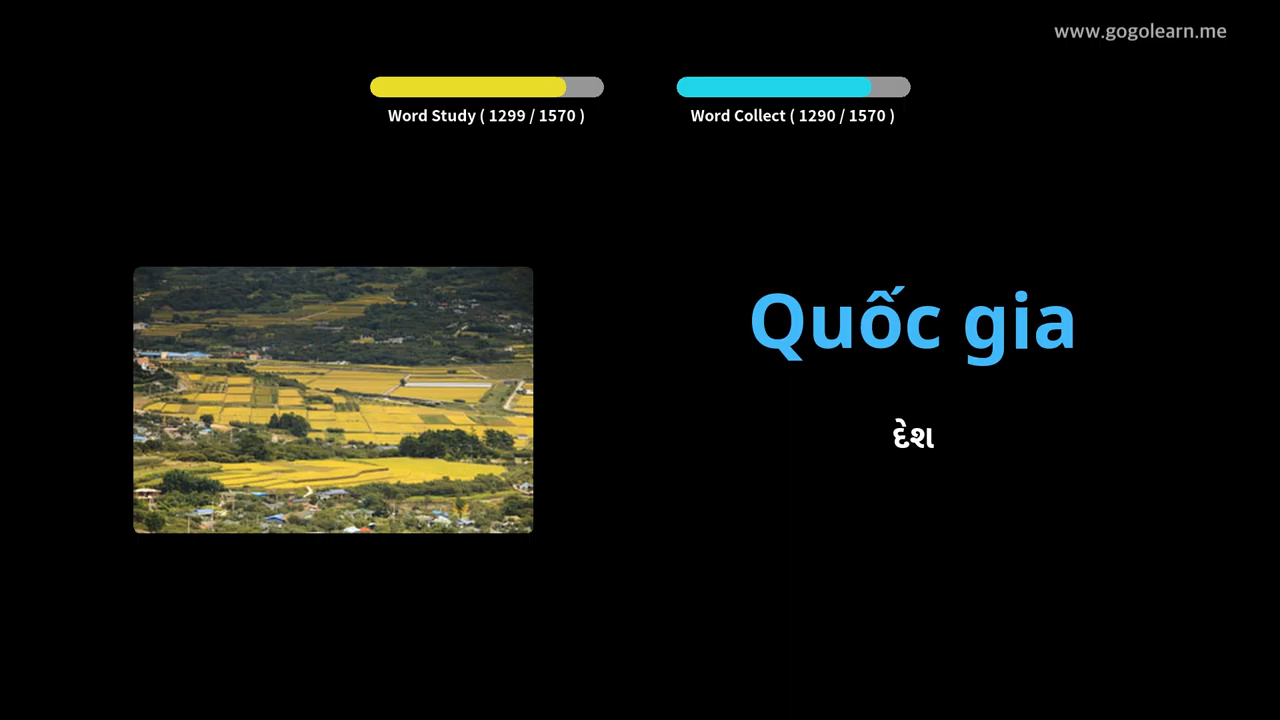 www.gogolearn.me
Word Study ( 1299 / 1570 )
Word Collect ( 1290 / 1570 )
Quốc gia
દેશ